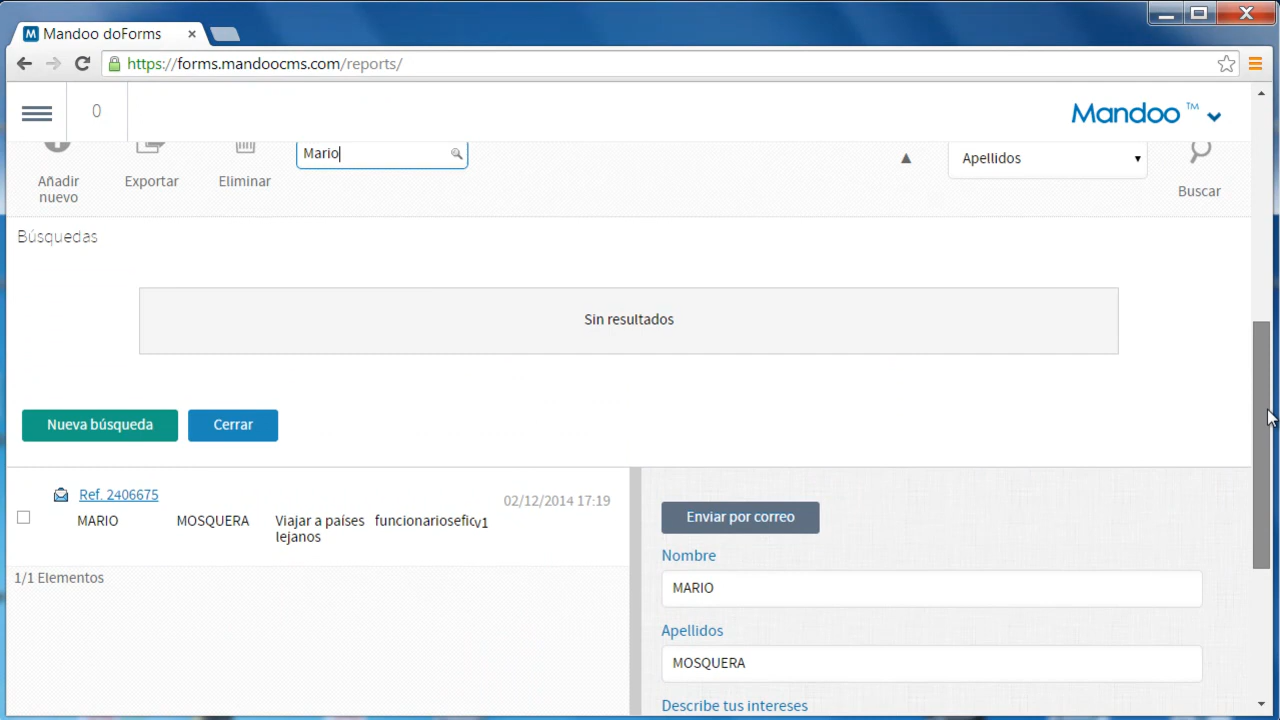 Mandoo doForms
https://forms.mandoocms.com/reports/
0
Mandoo™
Añadir nuevo
Exportar
Eliminar
Mario
Apellidos
Buscar
Búsquedas
Sin resultados
Nueva búsqueda
Cerrar
Ref. 2406675
02/12/2014 17:19
MARIO
MOSQUERA
Viajar a países
lejanos
v1
1/1 Elementos
Enviar por correo
Nombre
MARIO
Apellidos
MOSQUERA
Describe tus intereses